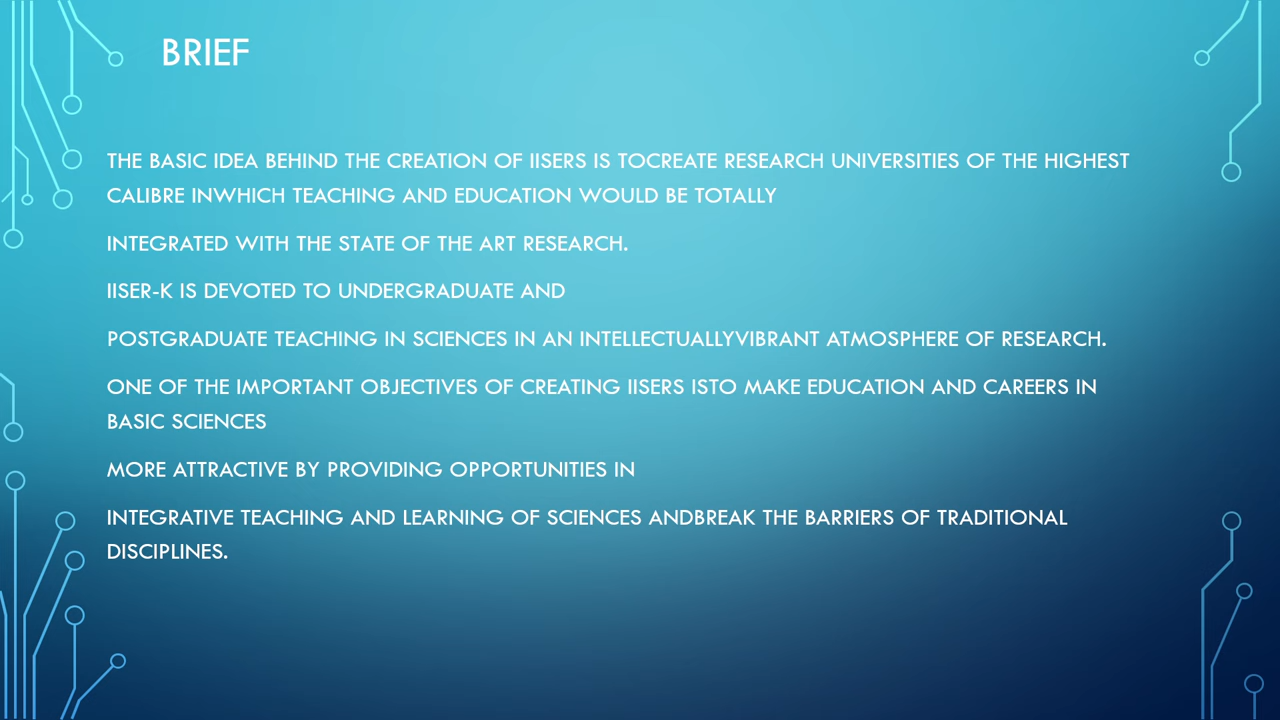 BRIEF
THE BASIC IDEA BEHIND THE CREATION OF IISERS IS TOCREATE RESEARCH UNIVERSITIES OF THE HIGHEST
CALIBRE INWHICH TEACHING AND EDUCATION WOULD BE TOTALLY
INTEGRATED WITH THE STATE OF THE ART RESEARCH.
IISER-K IS DEVOTED TO UNDERGRADUATE AND
POSTGRADUATE TEACHING IN SCIENCES IN AN INTELLECTUALLYVIBRANT ATMOSPHERE OF RESEARCH.
ONE OF THE IMPORTANT OBJECTIVES OF CREATING IISERS ISTO MAKE EDUCATION AND CAREERS IN
BASIC SCIENCES
MORE ATTRACTIVE BY PROVIDING OPPORTUNITIES IN
INTEGRATIVE TEACHING AND LEARNING OF SCIENCES ANDBREAK THE BARRIERS OF TRADITIONAL
DISCIPLINES.